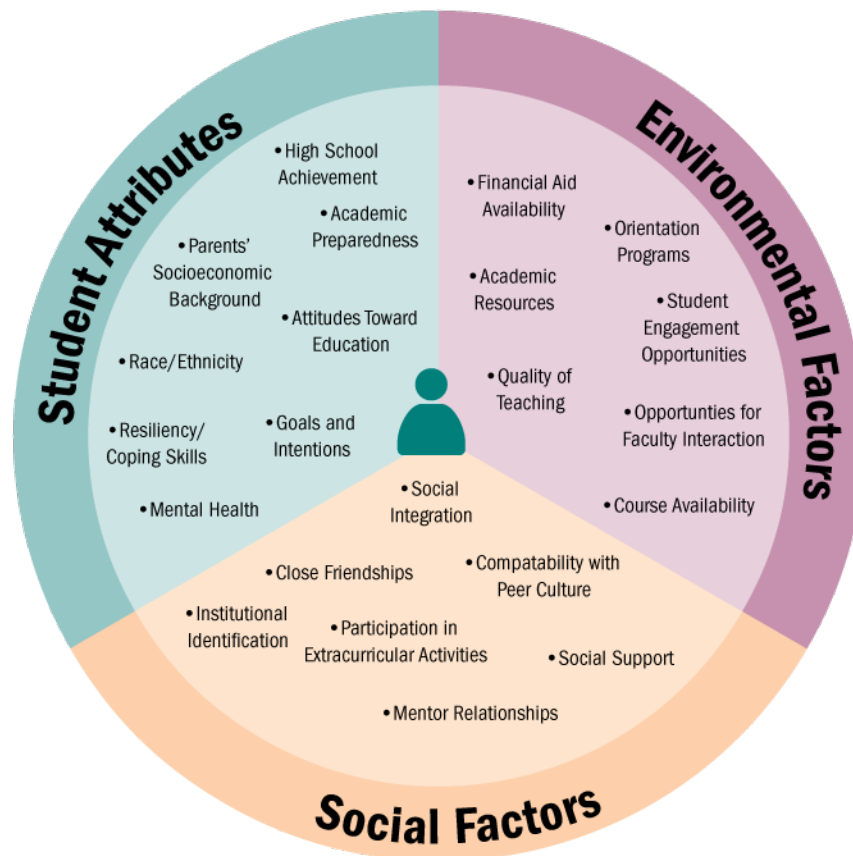 Student Attributes
• High School
Achievement
• Academic
Preparedness
• Parents'
Socioeconomic
Background
• Attitudes Toward
Education
• Race/Ethnicity
• Goals and
Intentions
• Resiliency/
Coping Skills
• Mental Health
Environmental Factors
• Financial Aid
Availability
• Orientation
Programs
• Academic
Resources
• Student
Engagement
Opportunities
• Quality of
Teaching
• Opportunties for
Faculty Interaction
• Course Availability
• Social
Integration
• Close Friendships
• Compatability with
Peer Culture
• Institutional
Identification
• Participation in
Extracurricular Activities
• Social Support
• Mentor Relationships
Social Factors